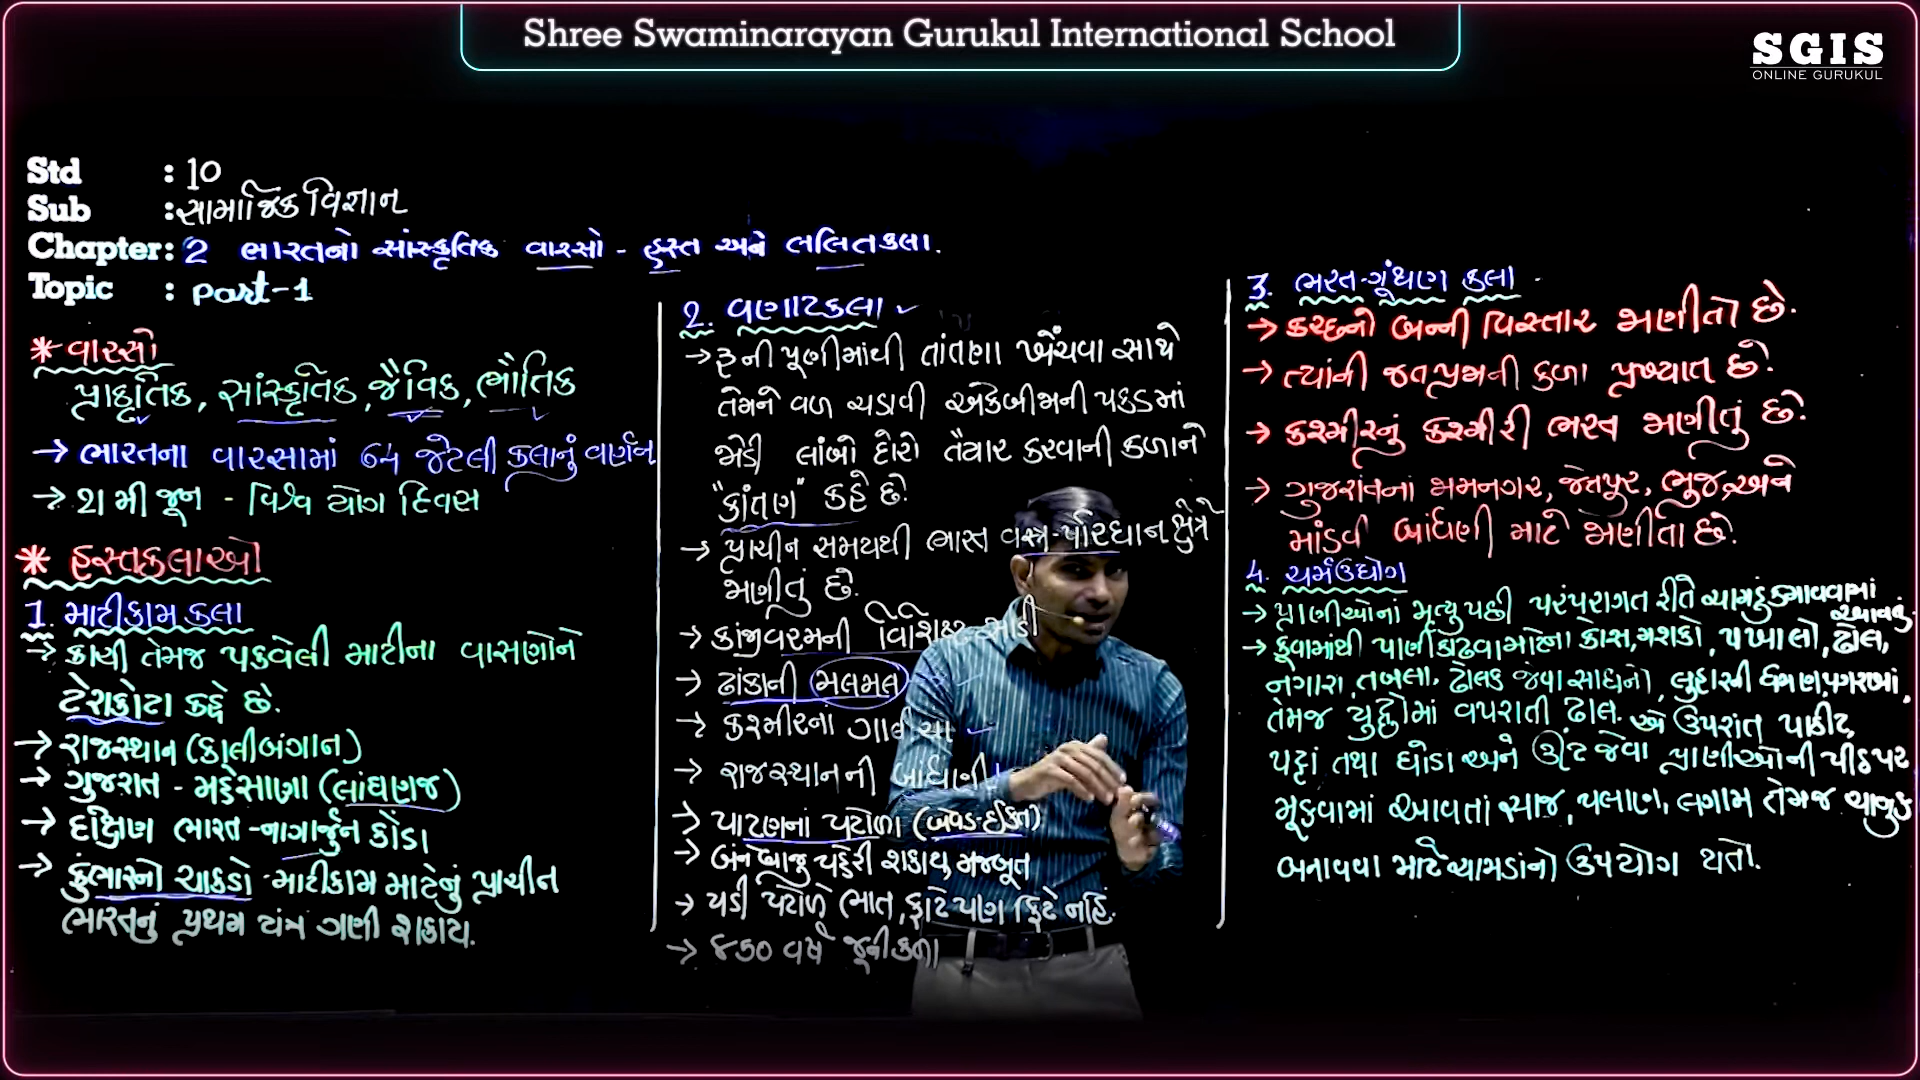 Shree Swaminarayan Gurukul International School
SGIS
ONLINE GURUKUL
Std : 10
Sub : સામાજિક વિજ્ઞાન
Chapter: 2 ભારતનો સાંસ્કૃતિક વારસો - હસ્ત અને લલિતકલા.
Topic : Part-1
* વારસો
પ્રાકૃતિક, સાંસ્કૃતિક, જૈવિક, ભૌતિક
→ ભારતના વારસામાં 64 જેટલી કલાનું વર્ણન
→ 21 મી જૂન - વિશ્વ યોગ દિવસ
* હસ્તકલાઓ
1. માટીકામ કલા
→ કાચી તેમજ પકવેલી માટીના વાસણોને
ટેરાકોટા કહે છે.
→ રાજસ્થાન (કાલીબંગાન)
→ ગુજરાત - મહેસાણા (લાંઘણજ)
→ દક્ષિણ ભારત - નાગાર્જુન કોંડા
→ કુંભારનો ચાકડો - માટીકામ માટેનું પ્રાચીન
ભારતનું પ્રથમ યંત્ર ગણી શકાય.
2. વણાટકલા
→ રૂની પૂણીમાંથી તાંતણા ખેંચવા સાથે
તેમને વળ ચડાવી એકબીજાની પકડમાં
ભેડી લાંબો દોરો તૈયાર કરવાની કળાને
"કાંતણ" કહે છે.
→ પ્રાચીન સમયથી ભારત વસ્ત્ર-પરિધાન ક્ષેત્રે
જાણીતું છે.
→ કાંજીવરમની
→ ઢાંકાની મલમલ
→ કશ્મીરના
→ રાજસ્થાનની બાંધણી
→ પાટણનાં પટોળા (બેવડ-ઈકત)
→ બંને બાજુ પહેરી શકાય, મજબૂત
→ પડી પટોળે ભાત, ફાટે પણ ફિટે નહિ.
→ ૮૫૦ વર્ષ જૂની કળા
3. ભરત-ગૂંથણ કલા
→ કચ્છનો બન્ની વિસ્તાર જાણીતો છે.
→ ત્યાંની જતપ્રજાની કળા પ્રખ્યાત છે.
→ કશ્મીરનું કશ્મીરી ભરત જાણીતું છે.
→ ગુજરાતના જામનગર, જેતપુર, ભુજ, અને
માંડવી બાંધણી માટે જાણીતા છે.
4. ચર્મઉદ્યોગ
→ પ્રાણીઓનાં મૃત્યુ પછી પરંપરાગત રીતે ચામડું કમાવવામાં
આવતું.
→ કૂવામાંથી પાણી કાઢવા માટેના કોસ, મશકો, પખાલો, ઢોલ,
નગારા, તબલા, ઢોલક જેવા સાધનો, લુહારની ધમણ, પગરખાં,
તેમજ યુદ્ધોમાં વપરાતી ઢાલ. એ ઉપરાંત પાકીટ,
પટ્ટાં તથા ઘોડા અને ઊંટ જેવા પ્રાણીઓની પીઠ પર
મૂકવામાં આવતાં સાજ, પલાણ, લગામ તેમજ ચાબુક
બનાવવા માટે ચામડાંનો ઉપયોગ થતો.